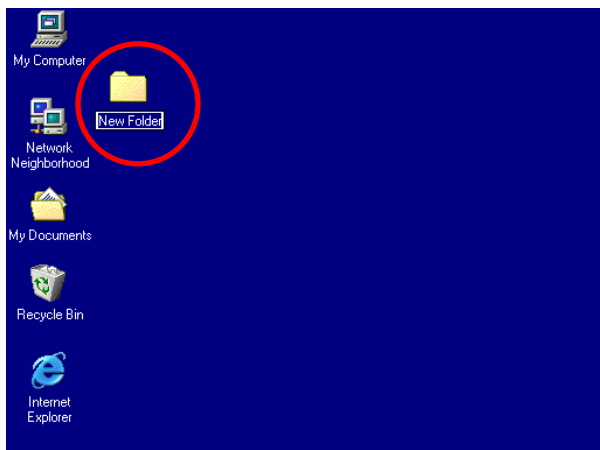 My Computer
New Folder
Network
Neighborhood
My Documents
Recycle Bin
Internet
Explorer